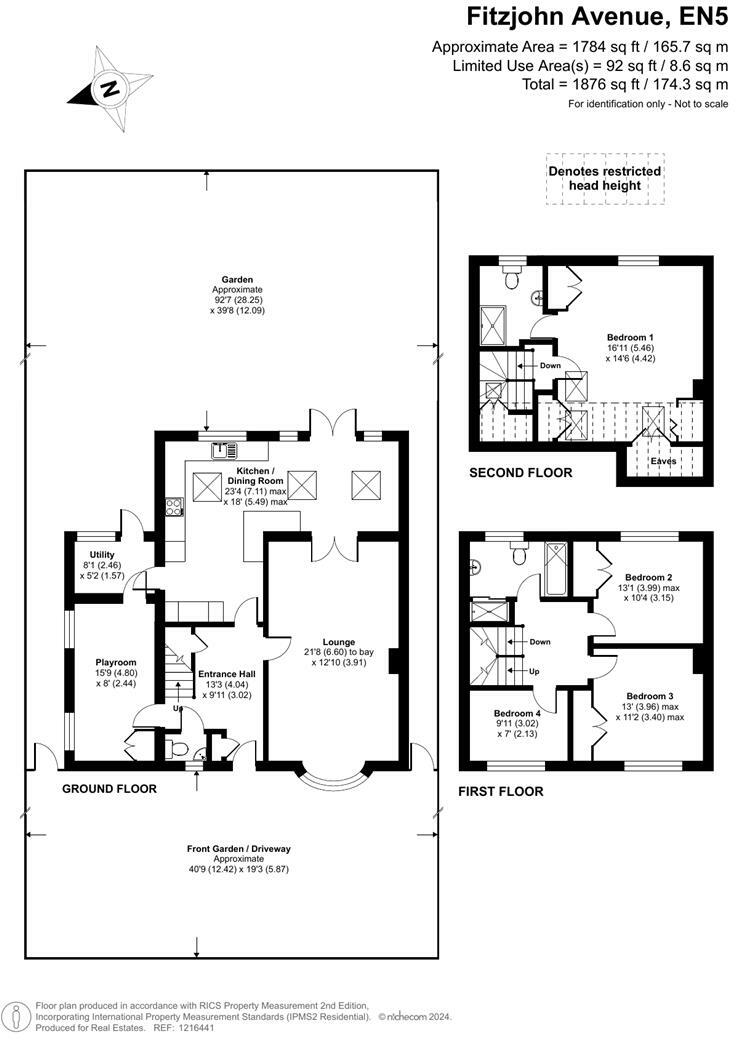 Fitzjohn Avenue, EN5
Approximate Area = 1784 sq ft / 165.7 sq m
Limited Use Area(s) = 92 sq ft / 8.6 sq m
Total = 1876 sq ft / 174.3 sq m
For identification only - Not to scale
N
Denotes restricted
head height
Garden
Approximate
92'7 (28.25)
x 39'8 (12.09)
Bedroom 1
16'11 (5.46)
x 14'6 (4.42)
Down
Eaves
SECOND FLOOR
Kitchen /
Dining Room
23'4 (7.11) max
x 18' (5.49) max
Utility
8'1 (2.46)
x 5'2 (1.57)
Playroom
15'9 (4.80)
x 8' (2.44)
Entrance Hall
13'3 (4.04)
x 9'11 (3.02)
Up
Lounge
21'8 (6.60) to bay
x 12'10 (3.91)
GROUND FLOOR
Bedroom 2
13'1 (3.99) max
x 10'4 (3.15)
Down
Up
Bedroom 3
13' (3.96) max
x 11'2 (3.40) max
Bedroom 4
9'11 (3.02)
x 7' (2.13)
FIRST FLOOR
Front Garden / Driveway
Approximate
40'9 (12.42) x 19'3 (5.87)
Floor plan produced in accordance with RICS Property Measurement 2nd Edition,
Incorporating International Property Measurement Standards (IPMS2 Residential). © nichecom 2024.
Produced for Real Estates. REF: 1216441